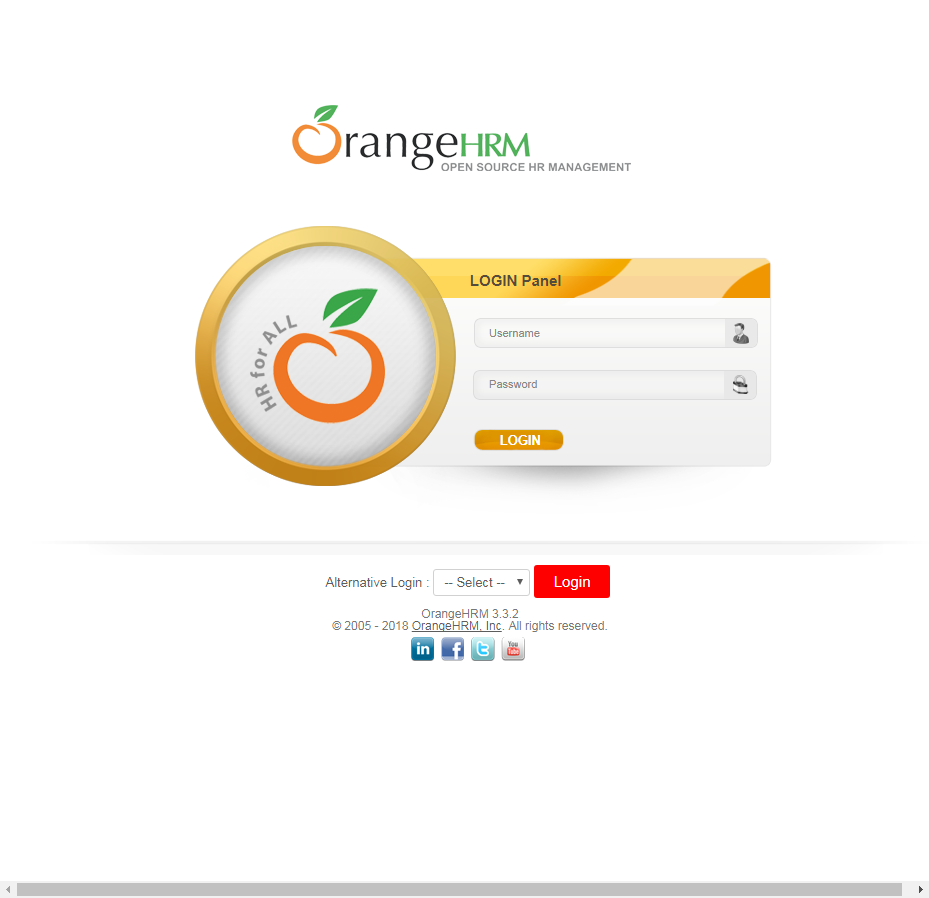 OrangeHRM
OPEN SOURCE HR MANAGEMENT
HR for ALL
LOGIN Panel
Username
Password
LOGIN
Alternative Login : -- Select -- Login
OrangeHRM 3.3.2
© 2005 - 2018 OrangeHRM, Inc. All rights reserved.
in f t You Tube